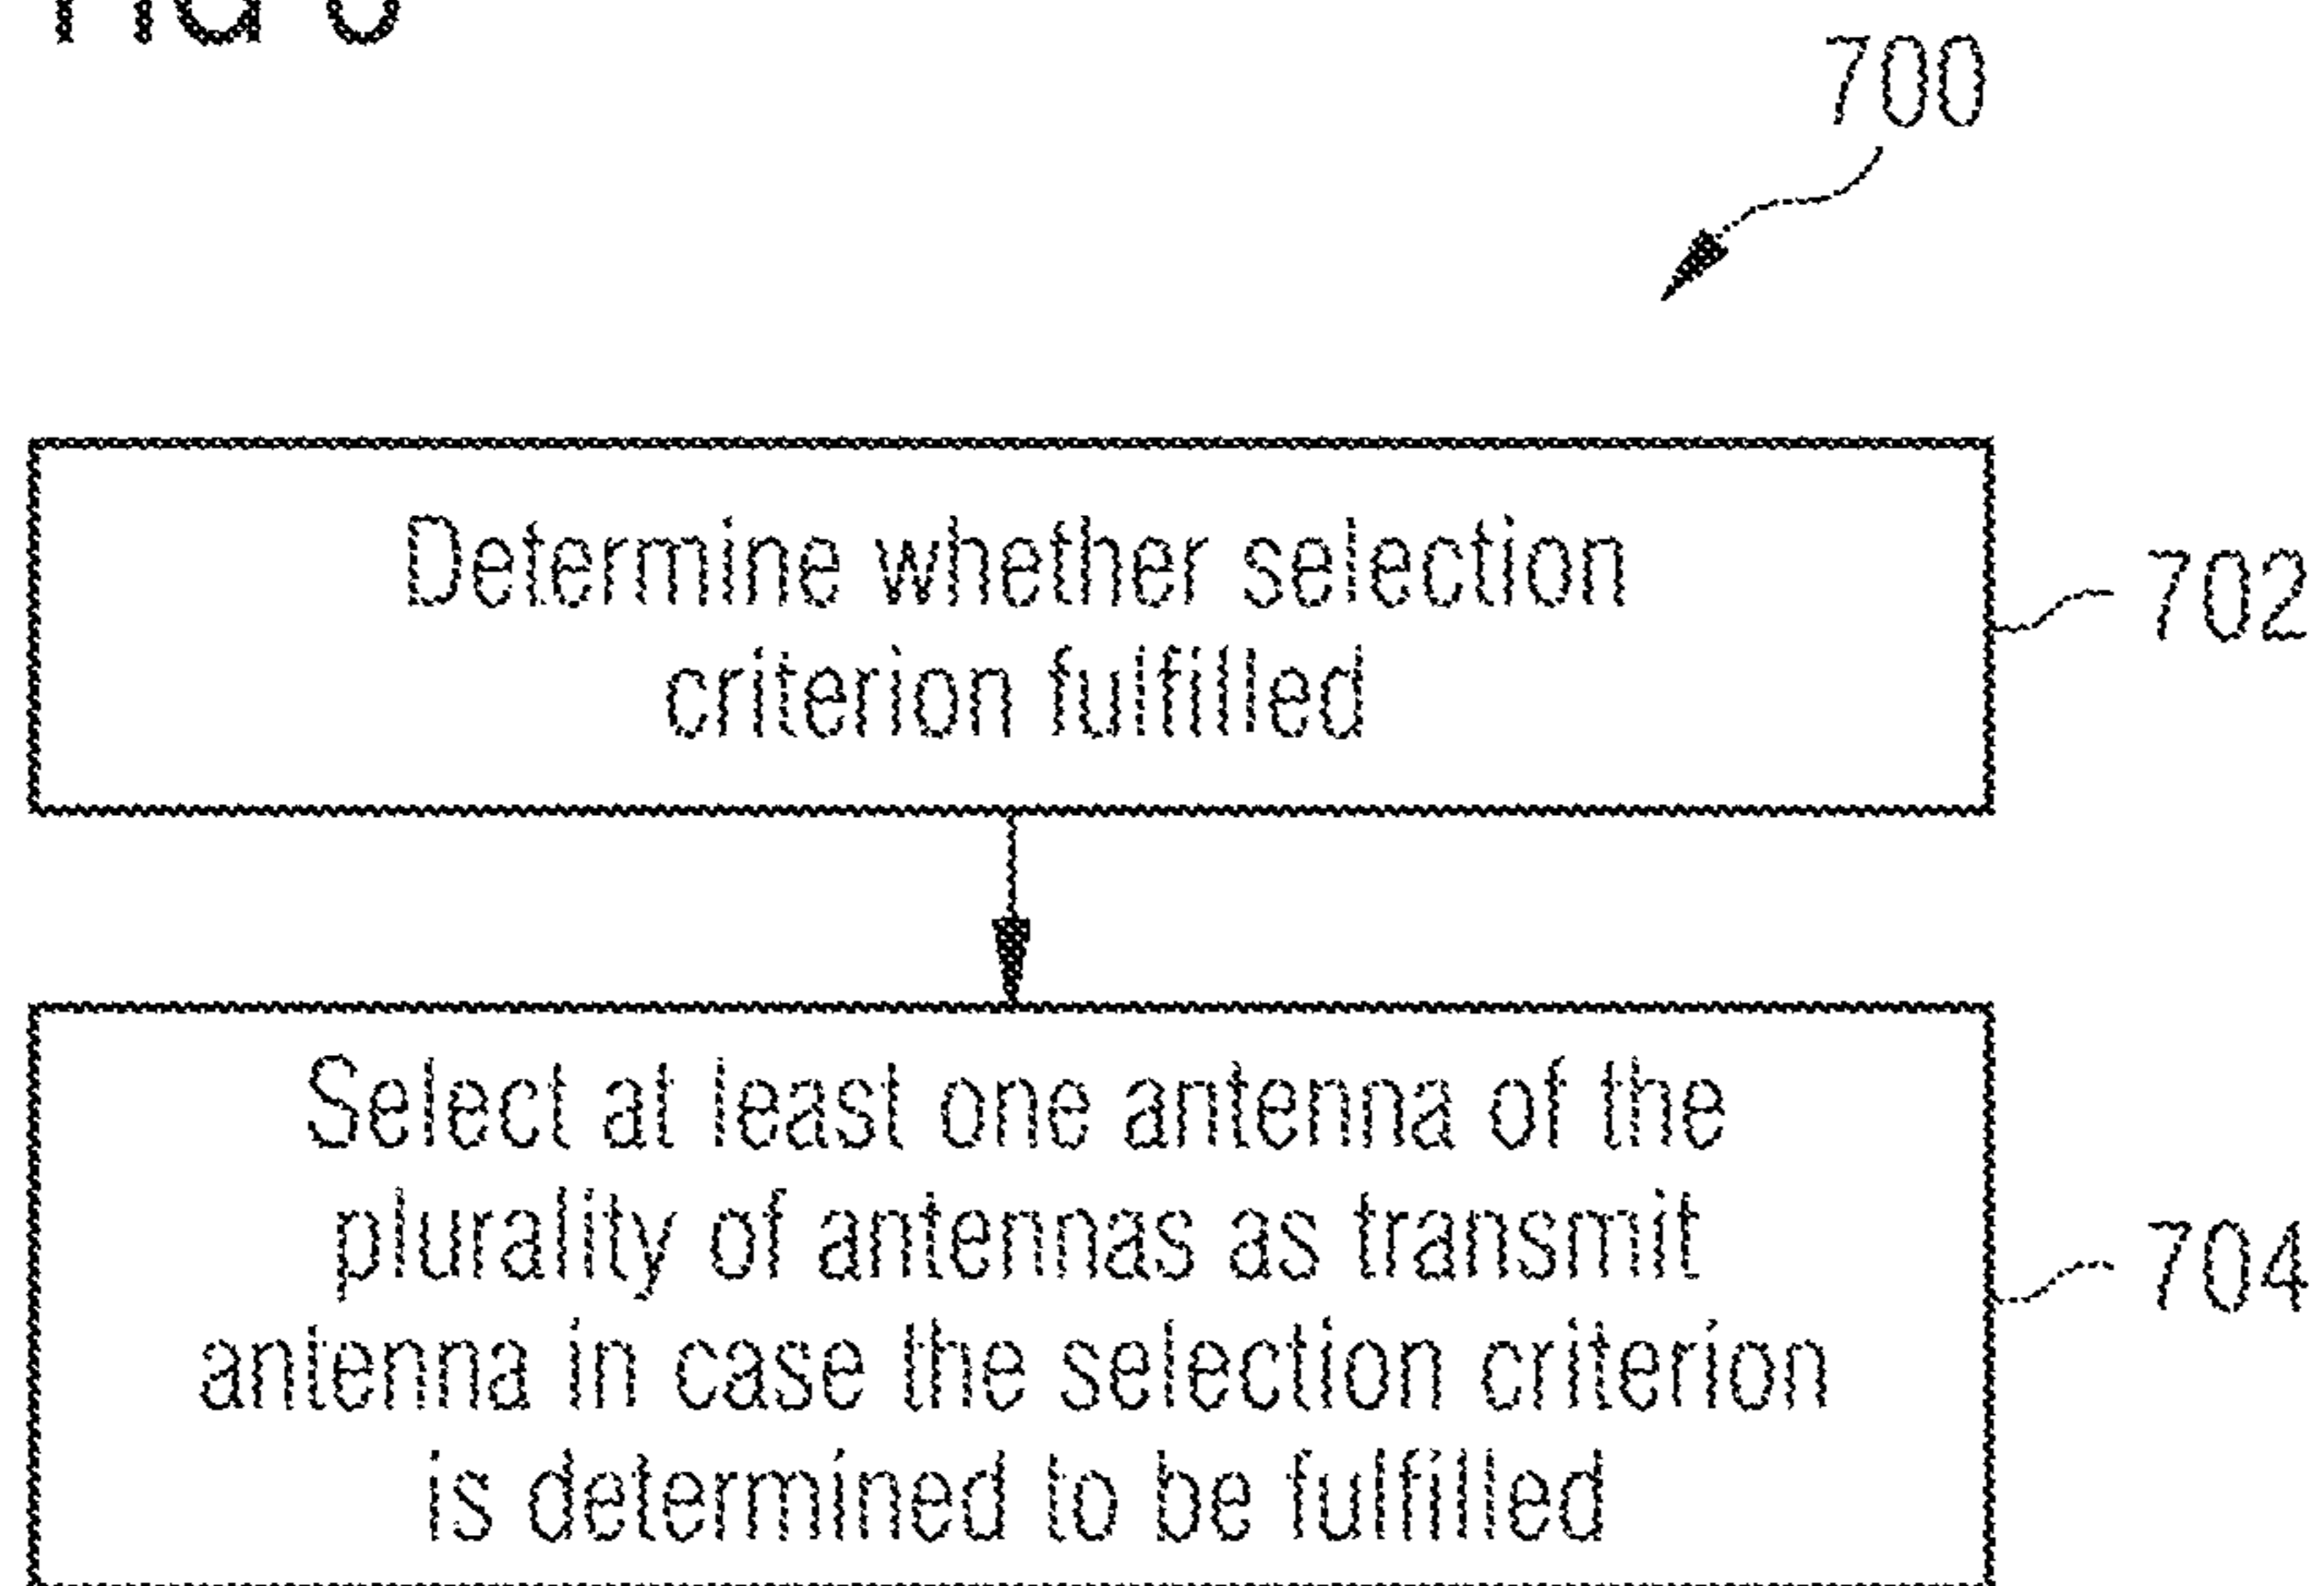 700
Determine whether selection
criterion fulfilled
702
Select at least one antenna of the
plurality of antennas as transmit
antenna in case the selection criterion
is determined to be fulfilled
704